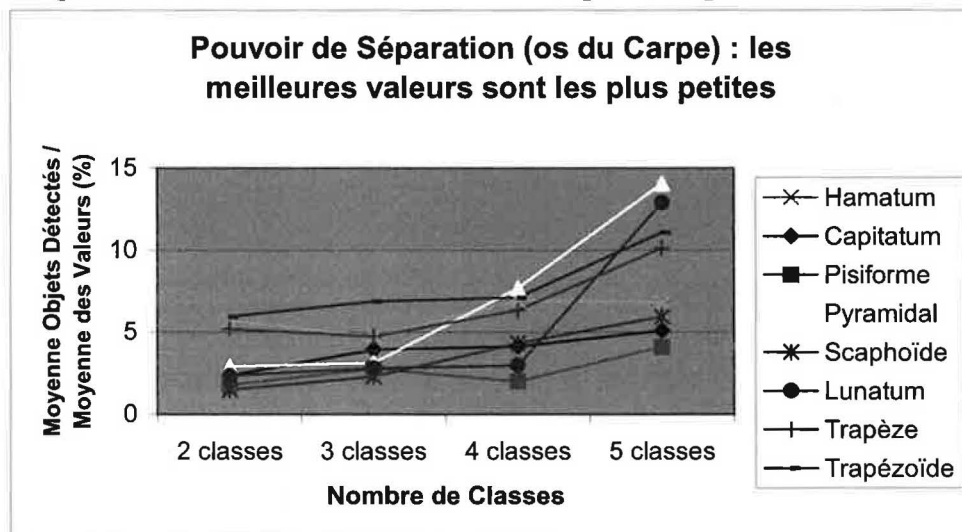 Pouvoir de Séparation (os du Carpe) : les
meilleures valeurs sont les plus petites
Moyenne Objets Détectés /
Moyenne des Valeurs (%)
15
10
5
0
2 classes
3 classes
4 classes
5 classes
Nombre de Classes
Hamatum
Capitatum
Pisiforme
Pyramidal
Scaphoïde
Lunatum
Trapèze
Trapézoïde